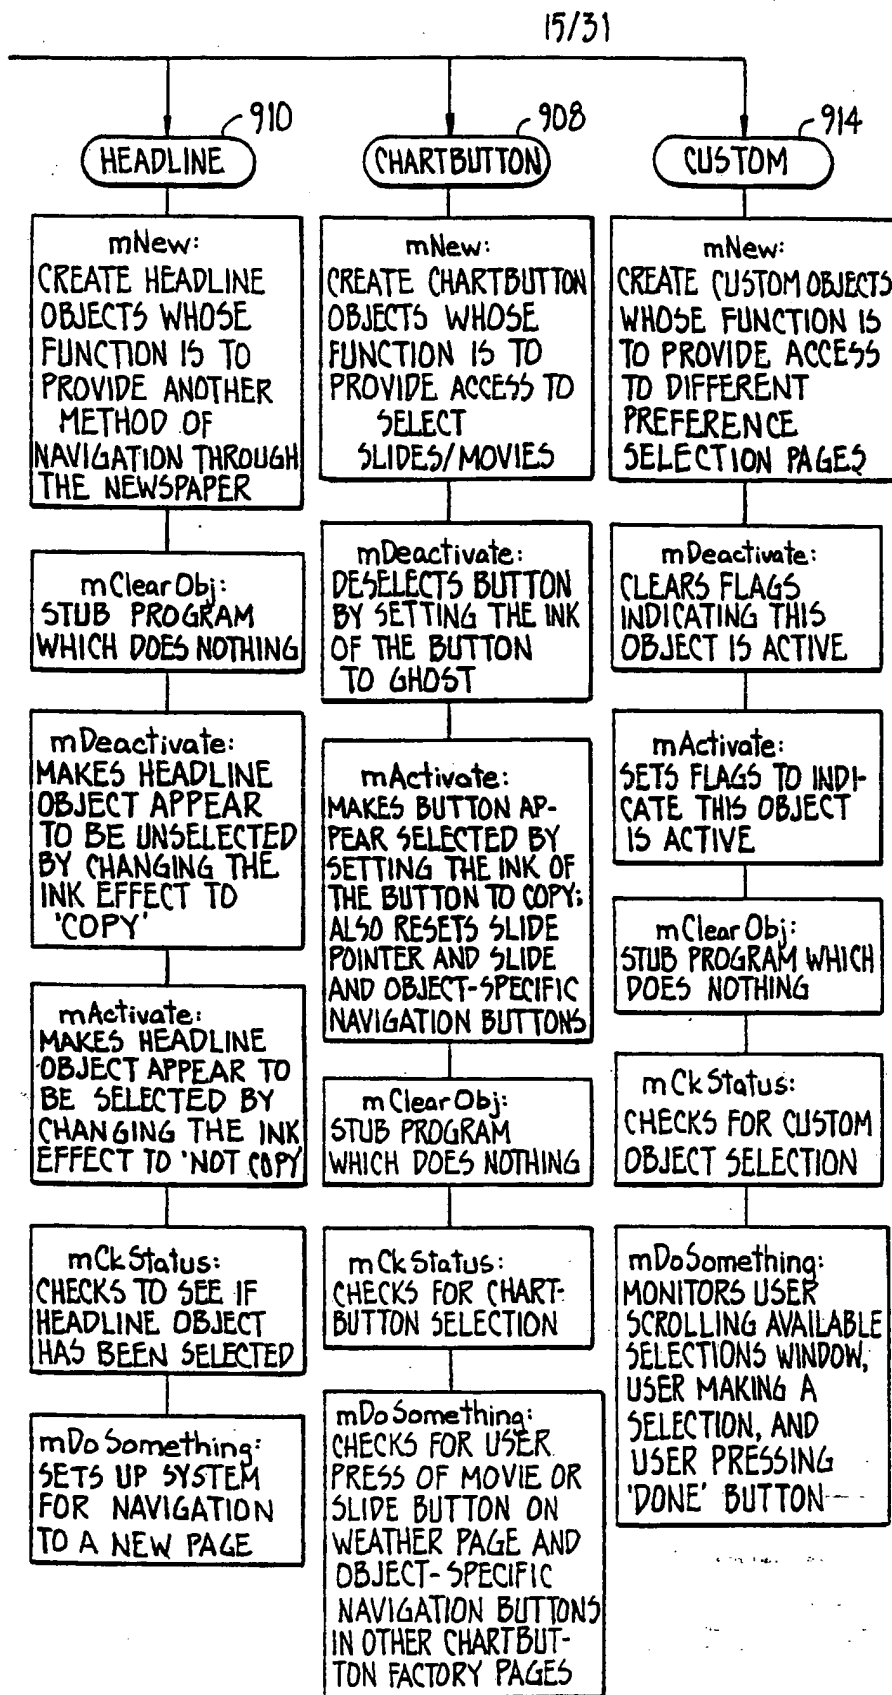 15/31
910
HEADLINE
mNew:
CREATE HEADLINE
OBJECTS WHOSE
FUNCTION IS TO
PROVIDE ANOTHER
METHOD OF
NAVIGATION THROUGH
THE NEWSPAPER
mClearObj:
STUB PROGRAM
WHICH DOES NOTHING
mDeactivate:
MAKES HEADLINE
OBJECT APPEAR
TO BE UNSELECTED
BY CHANGING THE
INK EFFECT TO
'COPY'
mActivate:
MAKES HEADLINE
OBJECT APPEAR TO
BE SELECTED BY
CHANGING THE INK
EFFECT TO 'NOT COPY
mCkStatus:
CHECKS TO SEE IF
HEADLINE OBJECT
HAS BEEN SELECTED
mDoSomething:
SETS UP SYSTEM
FOR NAVIGATION
TO A NEW PAGE
908
CHARTBUTTON
mNew:
CREATE CHARTBUTTON
OBJECTS WHOSE
FUNCTION IS TO
PROVIDE ACCESS TO
SELECT
SLIDES/MOVIES
mDeactivate:
DESELECTS BUTTON
BY SETTING THE INK
OF THE BUTTON
TO GHOST
mActivate:
MAKES BUTTON AP-
PEAR SELECTED BY
SETTING THE INK OF
THE BUTTON TO COPY;
ALSO RESETS SLIDE
POINTER AND SLIDE
AND OBJECT-SPECIFIC
NAVIGATION BUTTONS
mClearObj:
STUB PROGRAM
WHICH DOES NOTHING
mCkStatus:
CHECKS FOR CHART-
BUTTON SELECTION
mDoSomething:
CHECKS FOR USER
PRESS OF MOVIE OR
SLIDE BUTTON ON
WEATHER PAGE AND
OBJECT-SPECIFIC
NAVIGATION BUTTONS
IN OTHER CHARTBUT-
TON FACTORY PAGES
914
CUSTOM
mNew:
CREATE CUSTOM OBJECTS
WHOSE FUNCTION IS
TO PROVIDE ACCESS
TO DIFFERENT
PREFERENCE
SELECTION PAGES
mDeactivate:
CLEARS FLAGS
INDICATING THIS
OBJECT IS ACTIVE
mActivate:
SETS FLAGS TO INDI-
CATE THIS OBJECT
IS ACTIVE
mClearObj:
STUB PROGRAM WHICH
DOES NOTHING
mCkStatus:
CHECKS FOR CUSTOM
OBJECT SELECTION
mDoSomething:
MONITORS USER
SCROLLING AVAILABLE
SELECTIONS WINDOW,
USER MAKING A
SELECTION, AND
USER PRESSING
'DONE' BUTTON